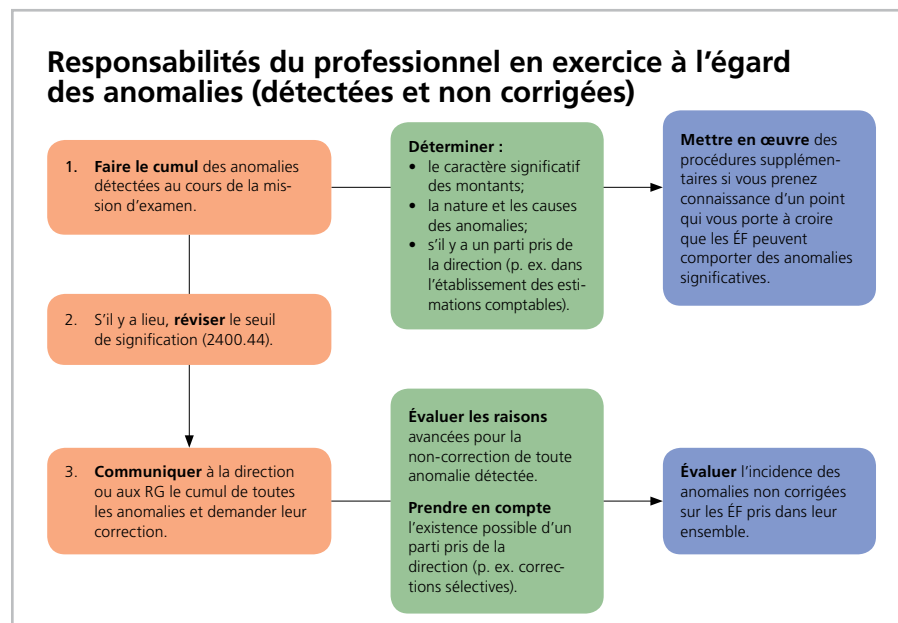 Responsabilités du professionnel en exercice à l’égard
des anomalies (détectées et non corrigées)
1. Faire le cumul des anomalies
détectées au cours de la mis-
sion d’examen.
Déterminer :
• le caractère significatif
des montants;
• la nature et les causes
des anomalies;
• s’il y a un parti pris de
la direction (p. ex. dans
l’établissement des esti-
mations comptables).
Mettre en œuvre des
procédures supplémen-
taires si vous prenez
connaissance d’un point
qui vous porte à croire
que les ÉF peuvent
comporter des anomalies
significatives.
2. S’il y a lieu, réviser le seuil
de signification (2400.44).
3. Communiquer à la direction
ou aux RG le cumul de toutes
les anomalies et demander leur
correction.
Évaluer les raisons
avancées pour la
non-correction de toute
anomalie détectée.
Prendre en compte
l’existence possible d’un
parti pris de la
direction (p. ex. correc-
tions sélectives).
Évaluer l’incidence des
anomalies non corrigées
sur les ÉF pris dans leur
ensemble.